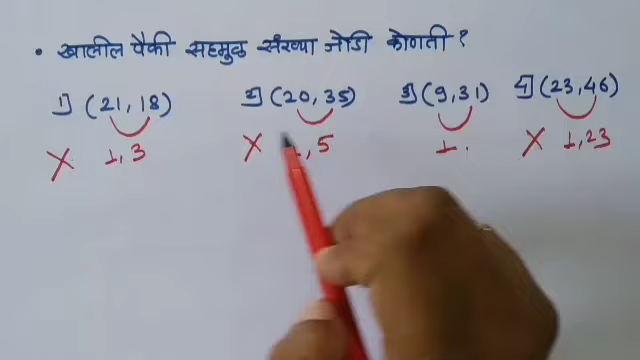 • खालील पैकी सहमुळ संख्या जोडी कोणती ?
1] (21, 18) 2] (20, 35) 3] (9, 31) 4] (23, 46)
X 1, 3 X 1, 5 1. X 1, 23